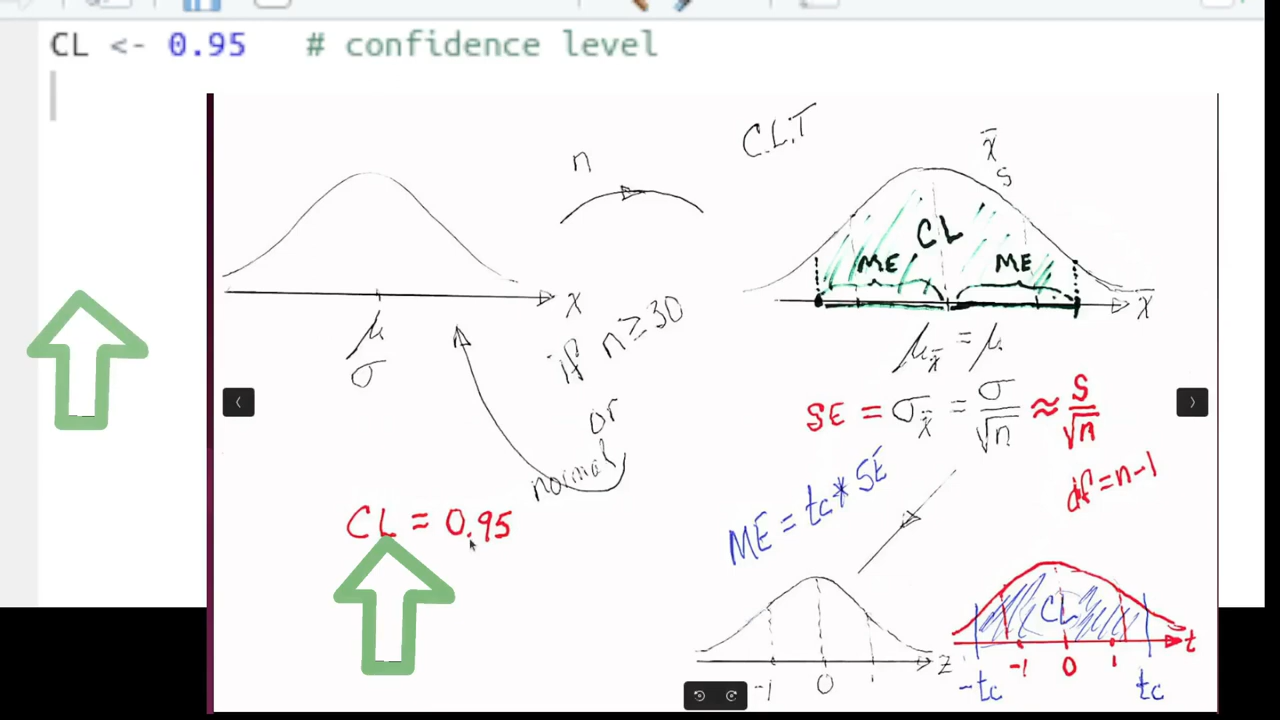 CL <- 0.95 # confidence level
C.L.T
n
x̄
s
CL
ME ME
x
x̄
μ
σ
if n ≥ 30
or
normal
μx̄ = μ
SE = σx̄ = σ/√n ≈ s/√n
df = n-1
ME = tc * SE
CL = 0.95
CL
-1 0 1 z
-1 0 1 t
-tc tc